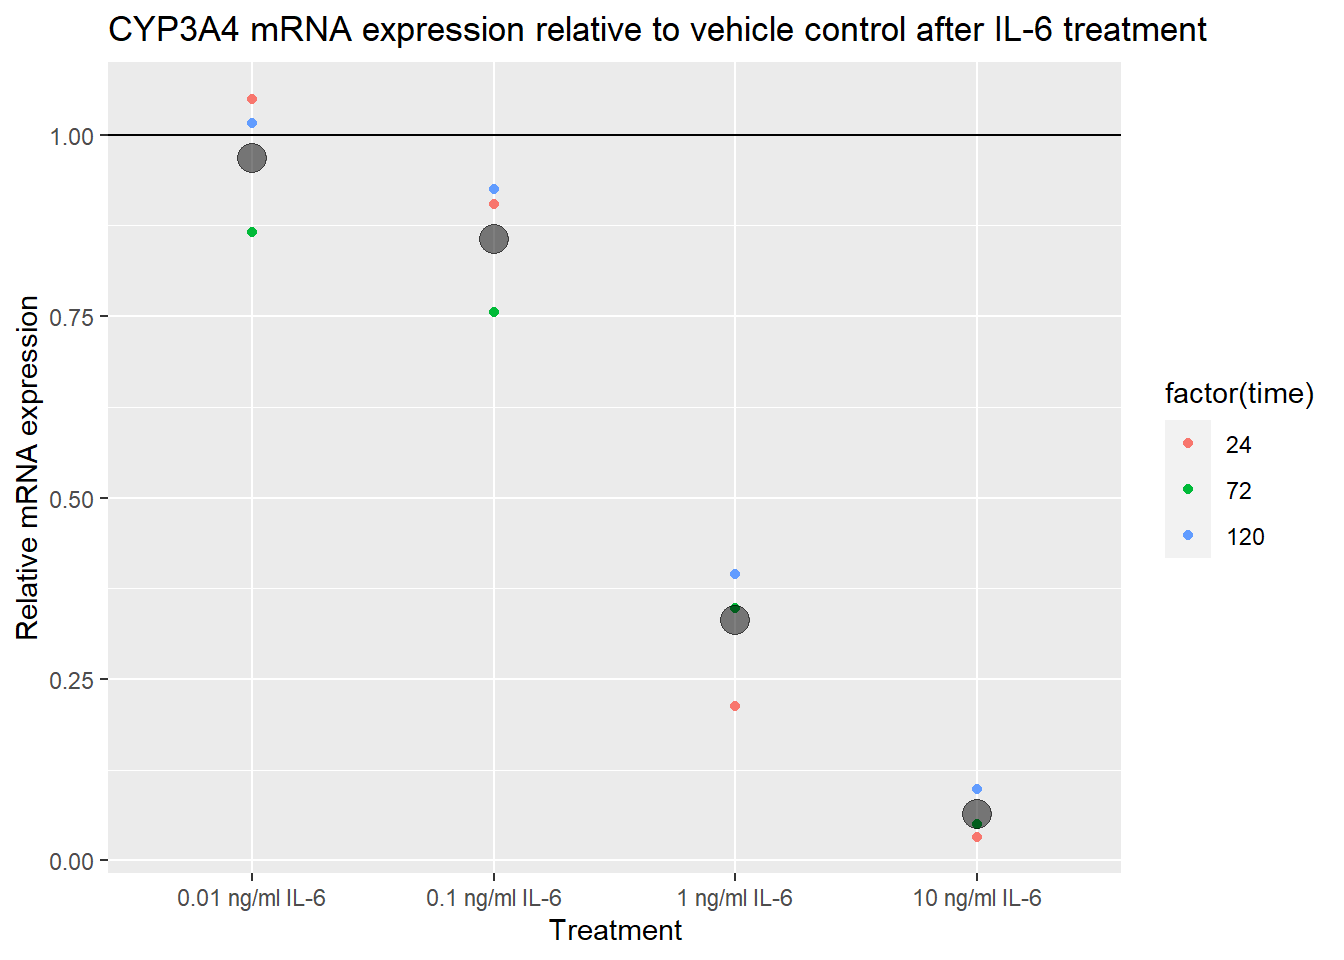 CYP3A4 mRNA expression relative to vehicle control after IL-6 treatment
Relative mRNA expression
1.00
0.75
0.50
0.25
0.00
0.01 ng/ml IL-6
0.1 ng/ml IL-6
1 ng/ml IL-6
10 ng/ml IL-6
Treatment
factor(time)
24
72
120